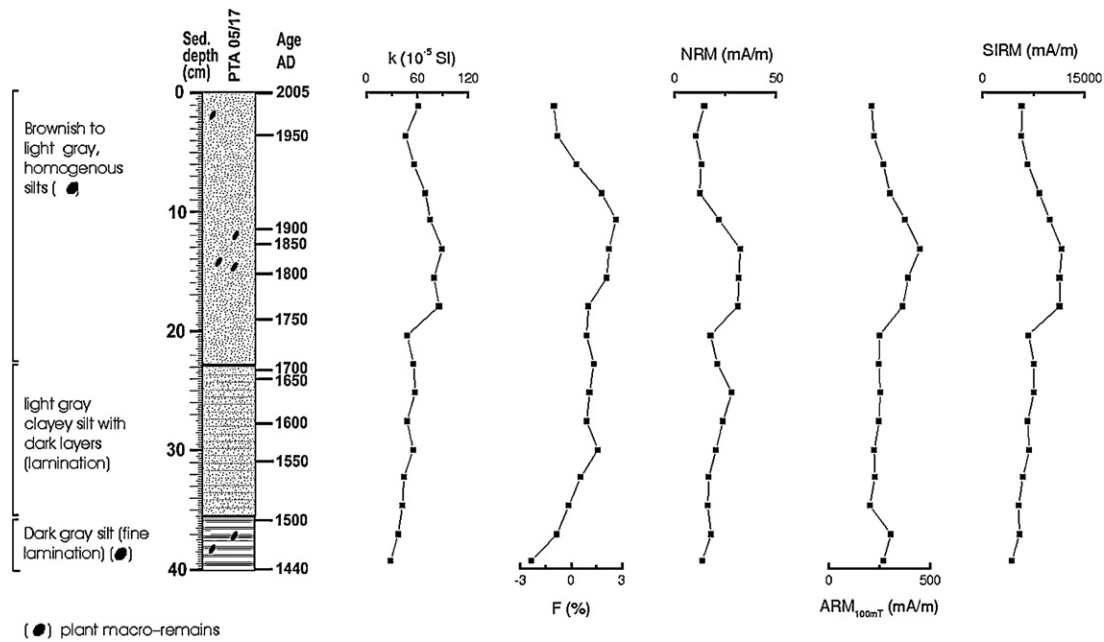 Sed.
depth
(cm)
PTA 05/17
Age
AD
k (10⁻⁵ SI)
0 60 120
NRM (mA/m)
0 50
SIRM (mA/m)
0 15000
0
10
20
30
40
2005
1950
1900
1850
1800
1750
1700
1650
1600
1550
1500
1440
Brownish to
light gray,
homogenous
silts ( )
light gray
clayey silt with
dark layers
(lamination)
Dark gray silt (fine
lamination) ( )
-3 0 3
F (%)
0 500
ARM₁₀₀mT (mA/m)
( ) plant macro-remains